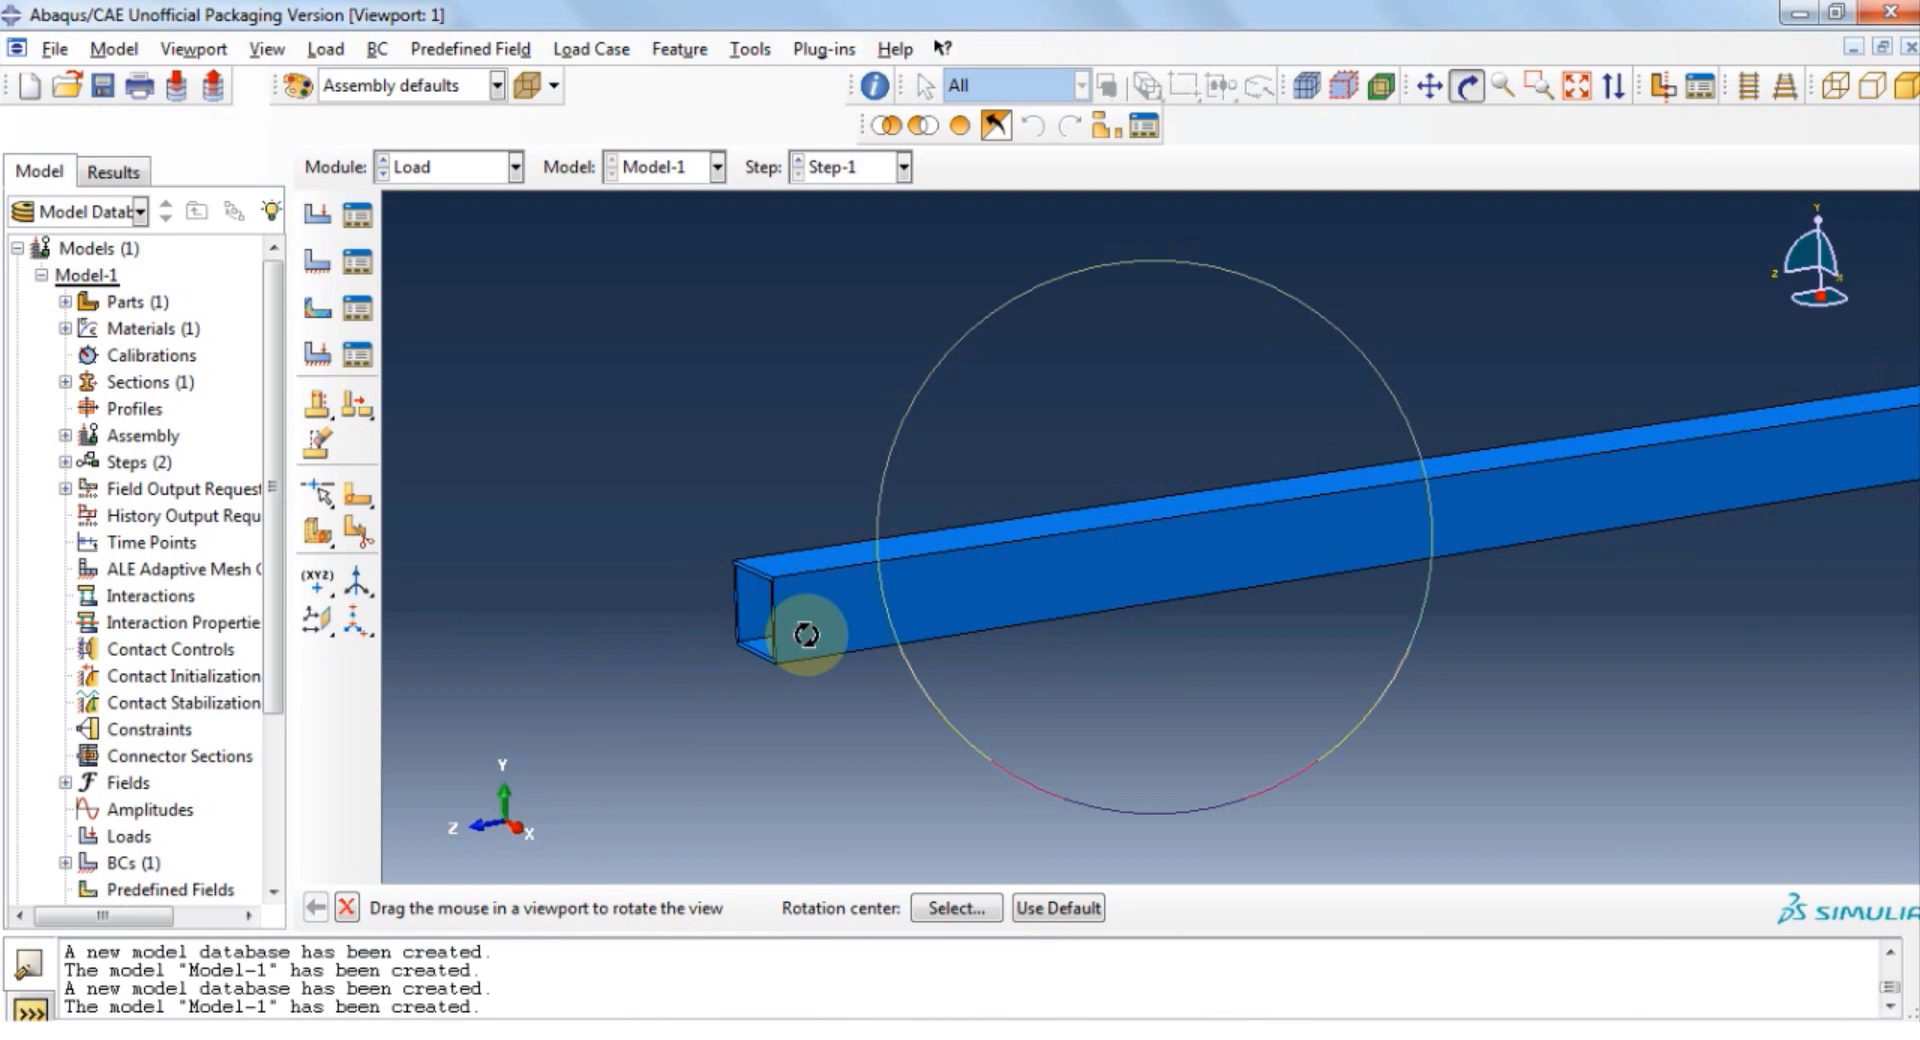 Abaqus/CAE Unofficial Packaging Version [Viewport: 1]
File Model Viewport View Load BC Predefined Field Load Case Feature Tools Plug-ins Help
Assembly defaults
All
Model Results
Module: Load Model: Model-1 Step: Step-1
Model Datab
Models (1)
Model-1
Parts (1)
Materials (1)
Calibrations
Sections (1)
Profiles
Assembly
Steps (2)
Field Output Request
History Output Requ
Time Points
ALE Adaptive Mesh C
Interactions
Interaction Propertie
Contact Controls
Contact Initialization
Contact Stabilization
Constraints
Connector Sections
Fields
Amplitudes
Loads
BCs (1)
Predefined Fields
(XYZ)
Y
Z
X
Y
Z
X
Drag the mouse in a viewport to rotate the view Rotation center: Select... Use Default
SIMULIA
A new model database has been created.
The model "Model-1" has been created.
A new model database has been created.
The model "Model-1" has been created.
>>>